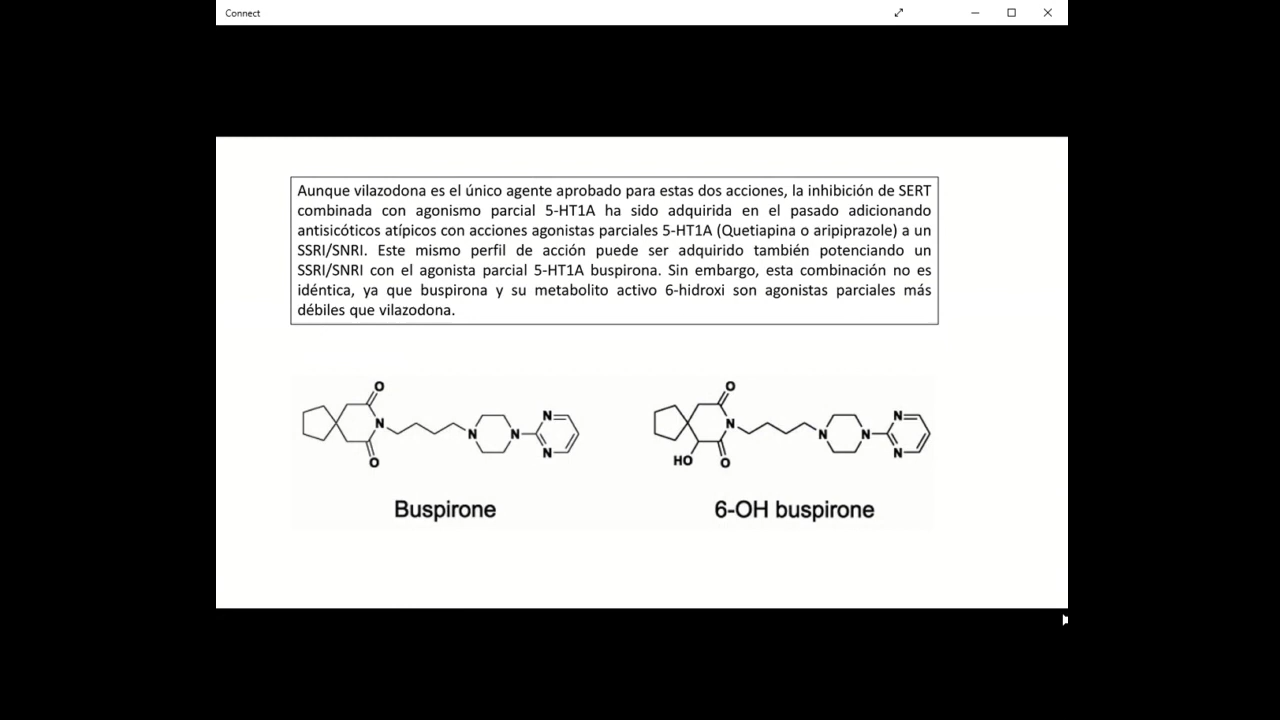 Connect
Aunque vilazodona es el único agente aprobado para estas dos acciones, la inhibición de SERT
combinada con agonismo parcial 5-HT1A ha sido adquirida en el pasado adicionando
antisicóticos atípicos con acciones agonistas parciales 5-HT1A (Quetiapina o aripiprazole) a un
SSRI/SNRI. Este mismo perfil de acción puede ser adquirido también potenciando un
SSRI/SNRI con el agonista parcial 5-HT1A buspirona. Sin embargo, esta combinación no es
idéntica, ya que buspirona y su metabolito activo 6-hidroxi son agonistas parciales más
débiles que vilazodona.
O
N
O
N
N
N
N
Buspirone
O
N
HO
O
N
N
N
N
6-OH buspirone